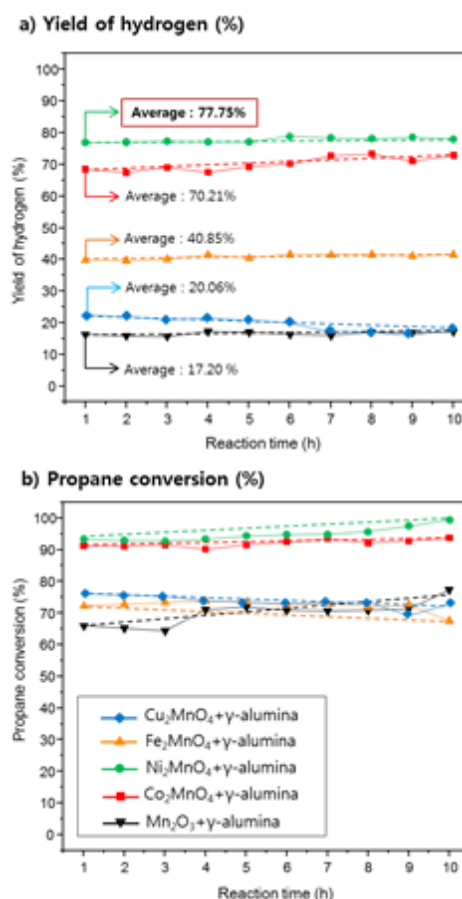 a) Yield of hydrogen (%)
100
90
80
70
60
50
40
30
20
10
0
Yield of hydrogen (%)
Average : 77.75%
Average : 70.21%
Average : 40.85%
Average : 20.06%
Average : 17.20 %
1 2 3 4 5 6 7 8 9 10
Reaction time (h)
b) Propane conversion (%)
100
90
80
70
60
50
40
30
20
10
0
Propane conversion (%)
Cu₂MnO₄+γ-alumina
Fe₂MnO₄+γ-alumina
Ni₂MnO₄+γ-alumina
Co₂MnO₄+γ-alumina
Mn₂O₃+γ-alumina
1 2 3 4 5 6 7 8 9 10
Reaction time (h)